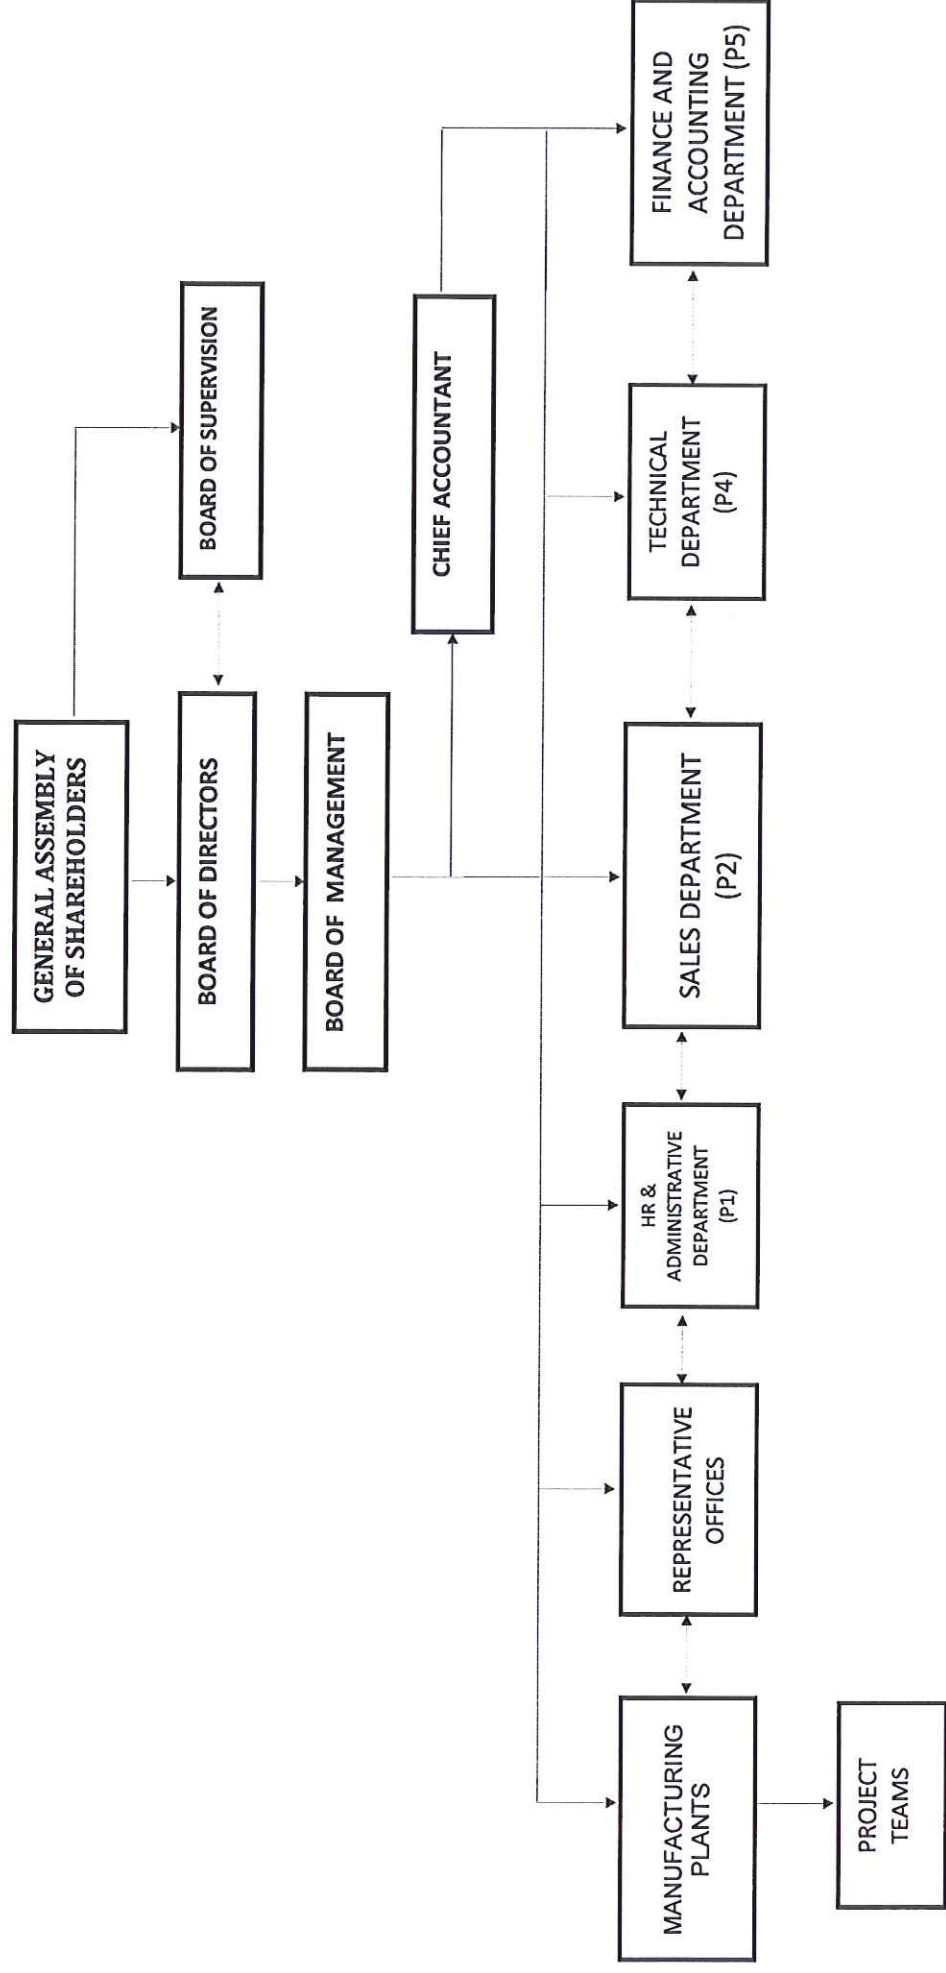 GENERAL ASSEMBLY
OF SHAREHOLDERS
BOARD OF DIRECTORS
BOARD OF SUPERVISION
BOARD OF MANAGEMENT
CHIEF ACCOUNTANT
MANUFACTURING
PLANTS
REPRESENTATIVE
OFFICES
HR &
ADMINISTRATIVE
DEPARTMENT
(P1)
SALES DEPARTMENT
(P2)
TECHNICAL
DEPARTMENT
(P4)
FINANCE AND
ACCOUNTING
DEPARTMENT (P5)
PROJECT
TEAMS